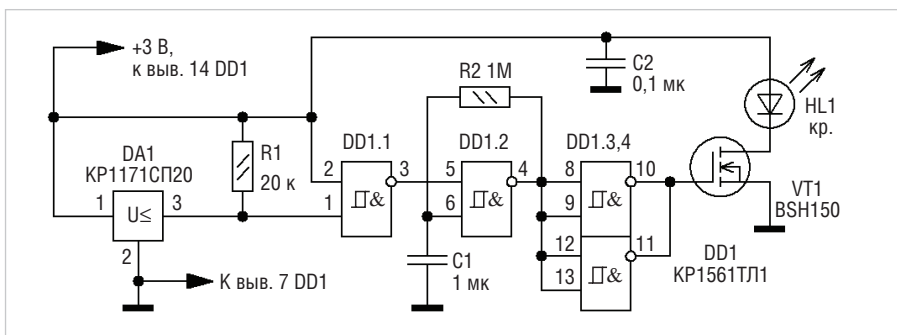 +3 В,
к выв. 14 DD1
C2
0,1 мк
R2 1М
HL1
кр.
DD1.1
DD1.2
DD1.3,4
DA1
КР1171СП20
R1
20 к
2
3
5
4
8
10
&
&
&
1
3
1
6
9
U≤
VT1
BSH150
12
11
2
C1
1 мк
13
&
DD1
КР1561ТЛ1
К выв. 7 DD1